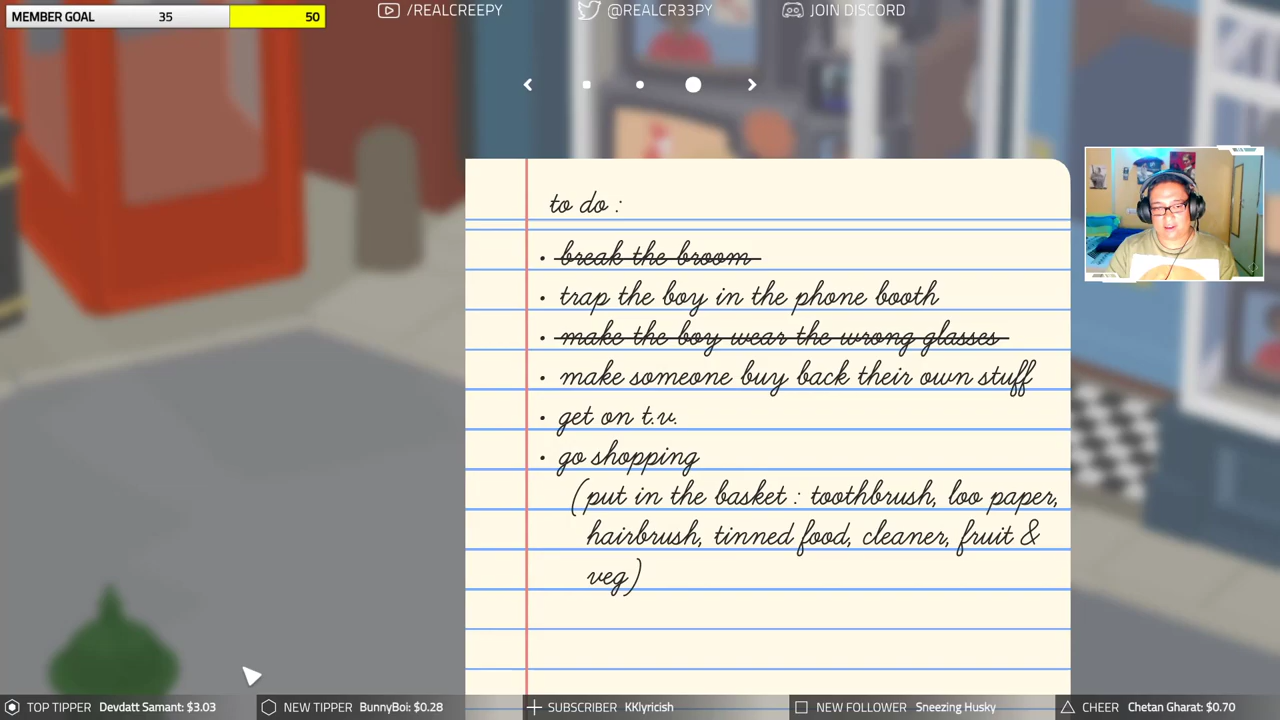 MEMBER GOAL 35 50
/REALCREEPY @REALCR33PY JOIN DISCORD
to do :
• break the broom
• trap the boy in the phone booth
• make the boy wear the wrong glasses
• make someone buy back their own stuff
• get on t.v.
• go shopping
(put in the basket : toothbrush, loo paper,
hairbrush, tinned food, cleaner, fruit &
veg)
TOP TIPPER Devdatt Samant: $3.03 NEW TIPPER BunnyBoi: $0.28 SUBSCRIBER KKlyricish NEW FOLLOWER Sneezing Husky CHEER Chetan Gharat: $0.70